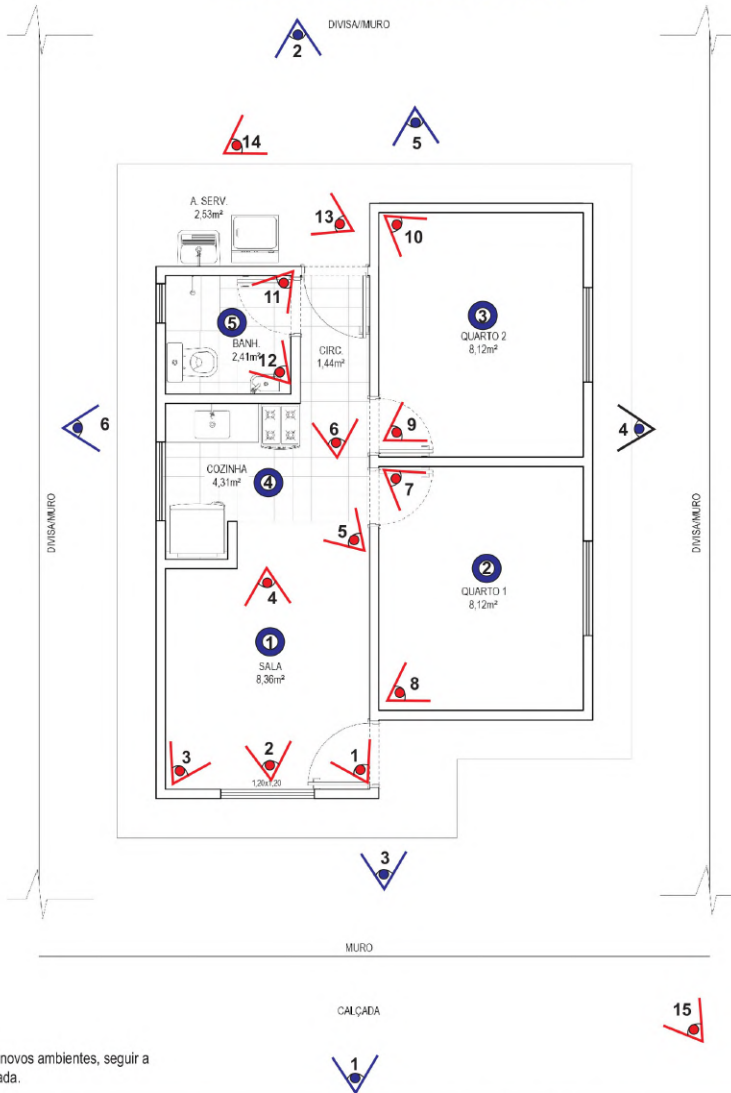 DIVISA/MURO
2
5
14
A. SERV.
2,53m²
13
10
11
5
BANH.
2,41m²
12
CIRC.
1,44m²
3
QUARTO 2
8,12m²
6
6
9
4
COZINHA
4,31m²
4
7
5
DIVISA/MURO
DIVISA/MURO
4
2
QUARTO 1
8,12m²
1
SALA
8,36m²
8
3
2
1
1,20x1,20
3
MURO
CALÇADA
15
novos ambientes, seguir a
ada.
1